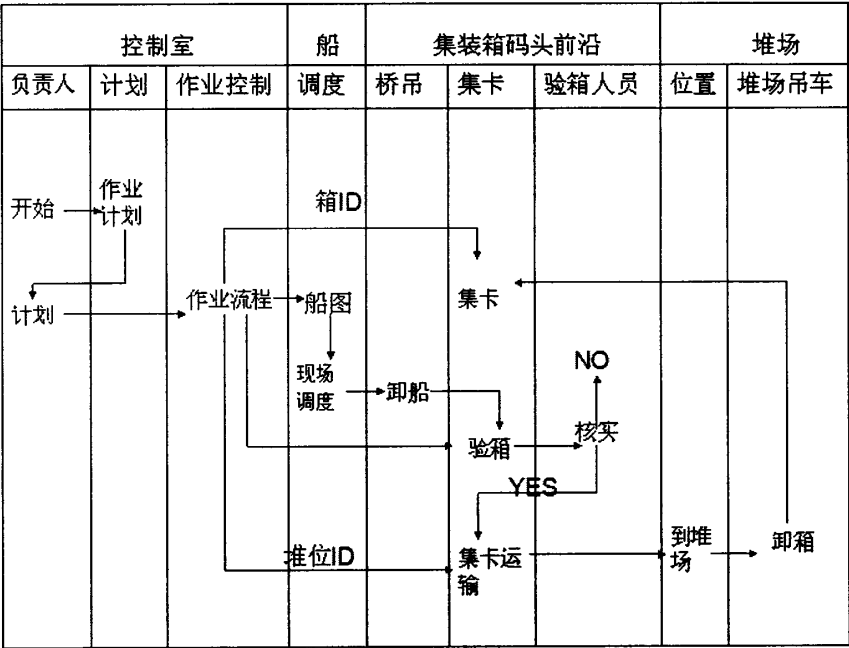 控制室 船 集装箱码头前沿 堆场
负责人 计划 作业控制 调度 桥吊 集卡 验箱人员 位置 堆场吊车
开始
作业
计划
箱ID
计划
作业流程
船图
集卡
现场
调度
卸船
NO
验箱
核实
YES
堆位ID
集卡运
输
到堆
场
卸箱